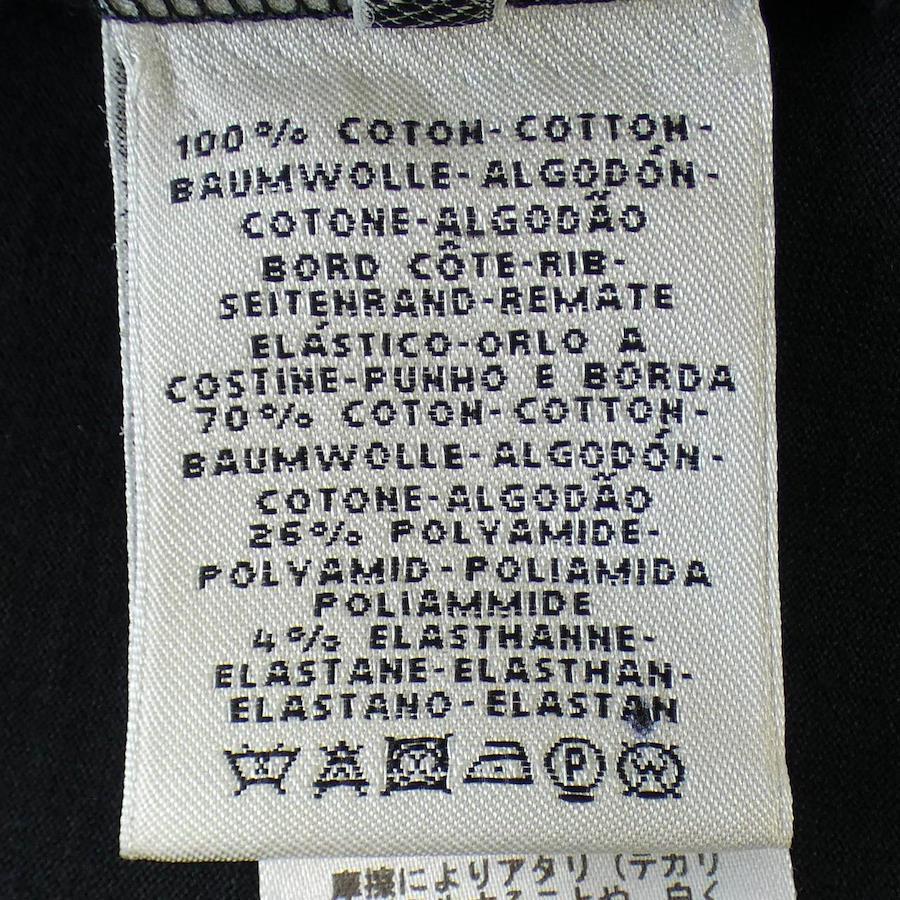 100% COTON-COTTON-
BAUMWOLLE-ALGODÓN-
COTONE-ALGODÃO
BORD CÔTE-RIB-
SEITENRAND-REMATE
ELÁSTICO-ORLO A
COSTINE-PUNHO E BORDA
70% COTON-COTTON-
BAUMWOLLE-ALGODÓN-
COTONE-ALGODÃO
26% POLYAMIDE-
POLYAMID-POLIAMIDA
POLIAMMIDE
4% ELASTHANNE-
ELASTANE-ELASTHAN-
ELASTANO-ELASTAN
P W
摩擦によりアタリ(テカリ